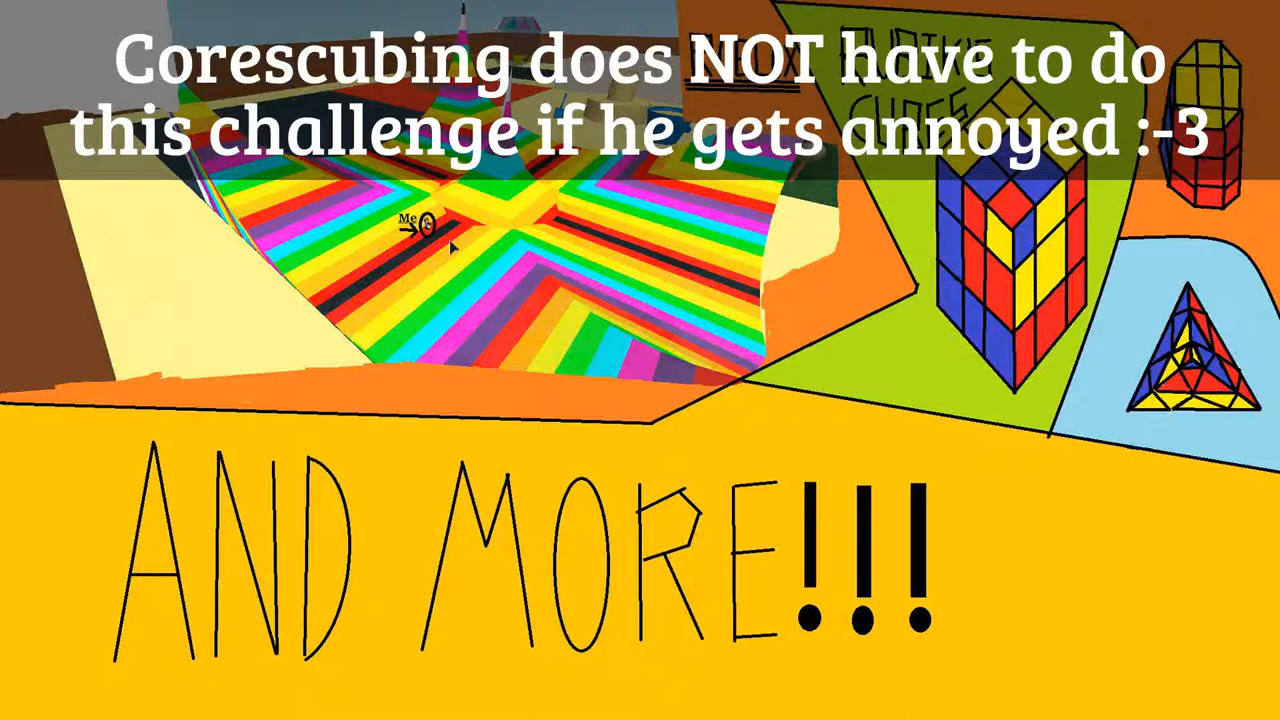 Corescubing does NOT have to do
this challenge if he gets annoyed :-3
Me
AND MORE!!!